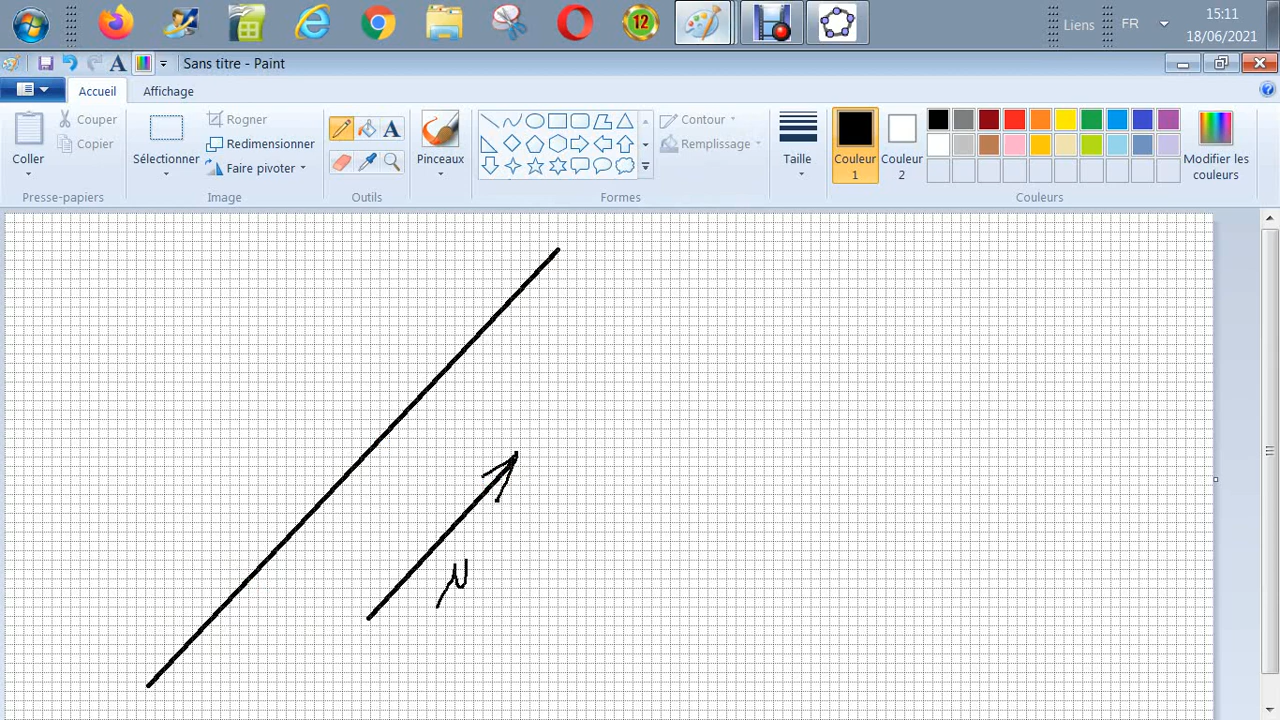 12
Liens
FR
15:11
18/06/2021
Sans titre - Paint
Accueil
Affichage
Coller
Couper
Copier
Presse-papiers
Sélectionner
Rogner
Redimensionner
Faire pivoter
Image
Outils
Pinceaux
Contour
Remplissage
Formes
Taille
Couleur
1
Couleur
2
Modifier les
couleurs
Couleurs